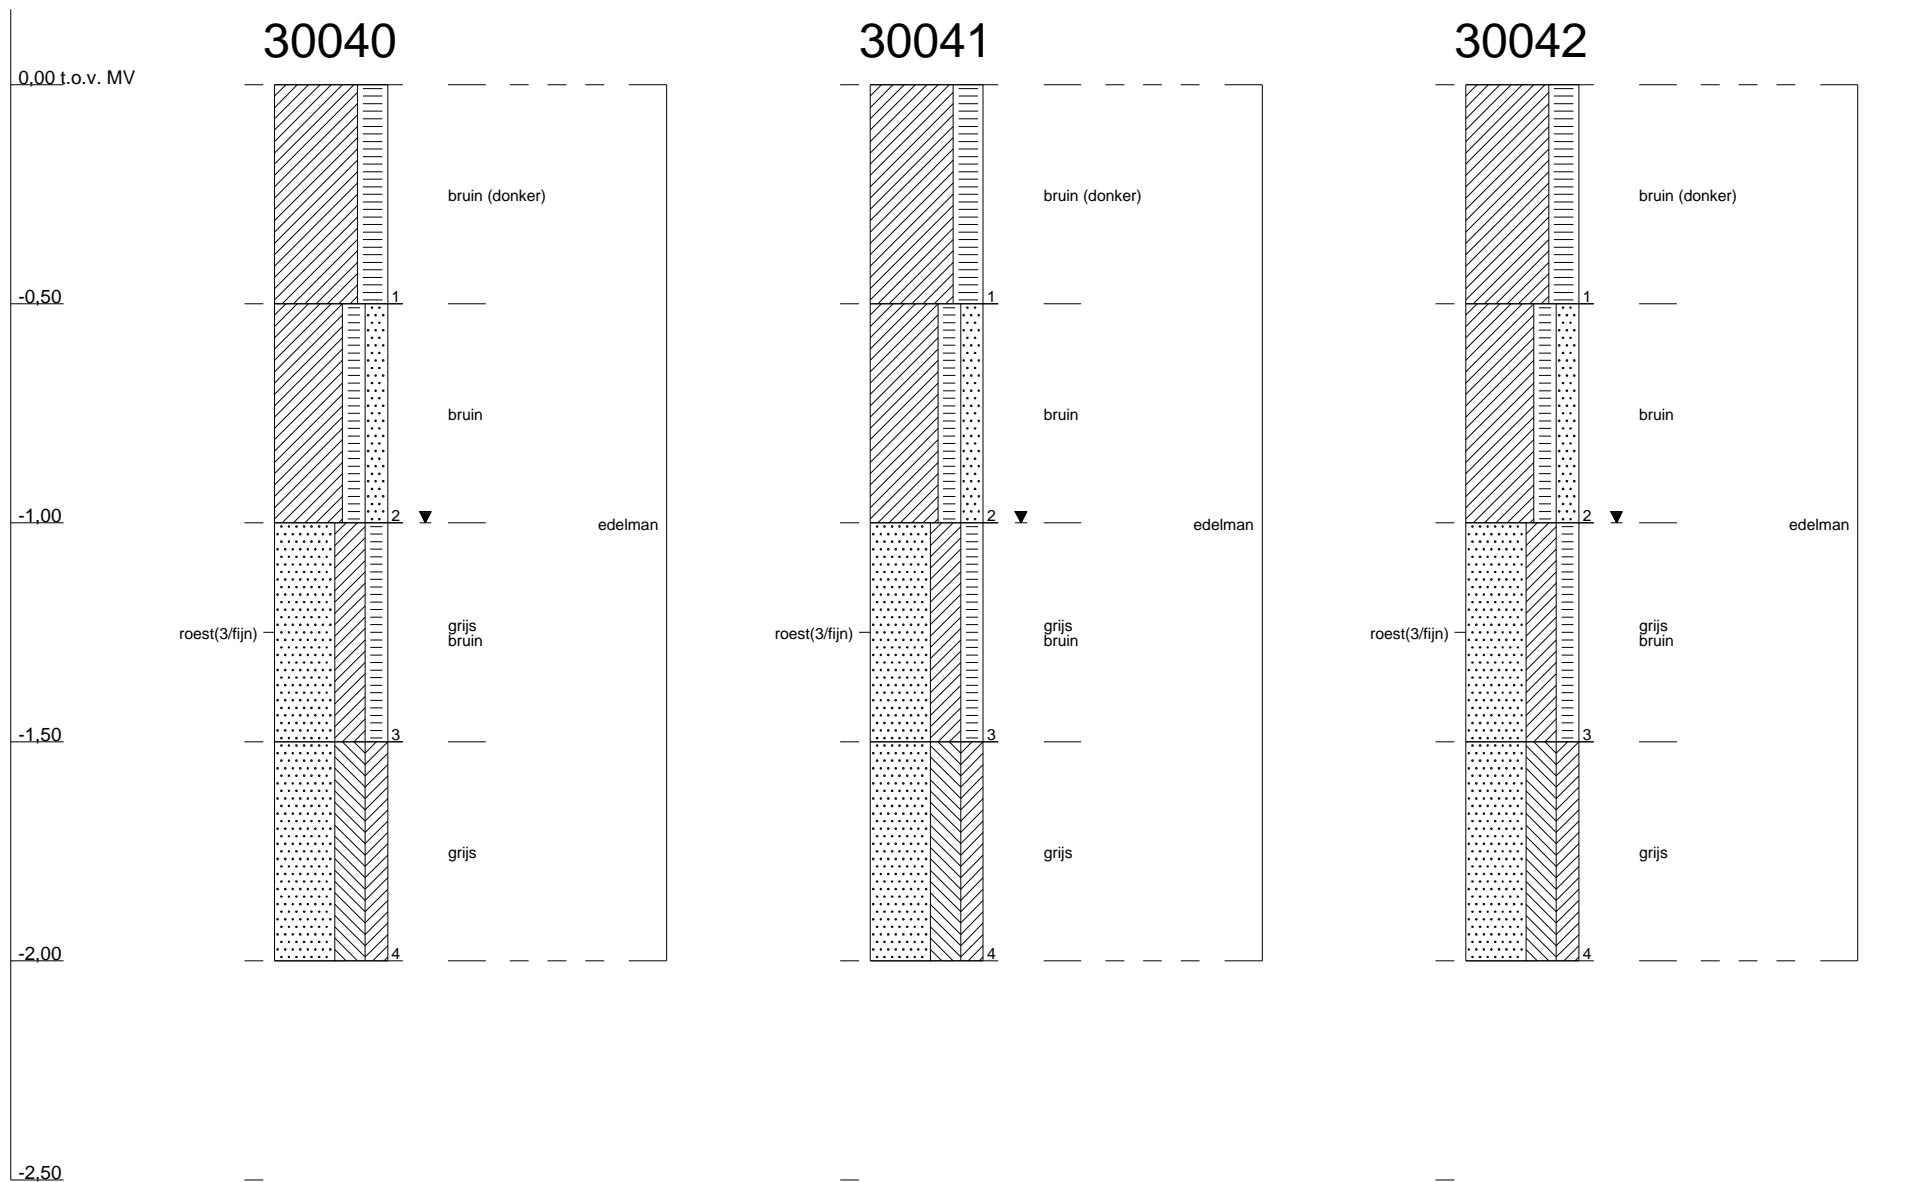 30040 30041 30042
0,00 t.o.v. MV
bruin (donker) bruin (donker) bruin (donker)
-0,50 1 1 1
bruin bruin bruin
-1,00 2 2 2
edelman edelman edelman
roest(3/fijn) grijs roest(3/fijn) grijs roest(3/fijn) grijs
bruin bruin bruin
-1,50 3 3 3
grijs grijs grijs
-2,00 4 4 4
-2,50